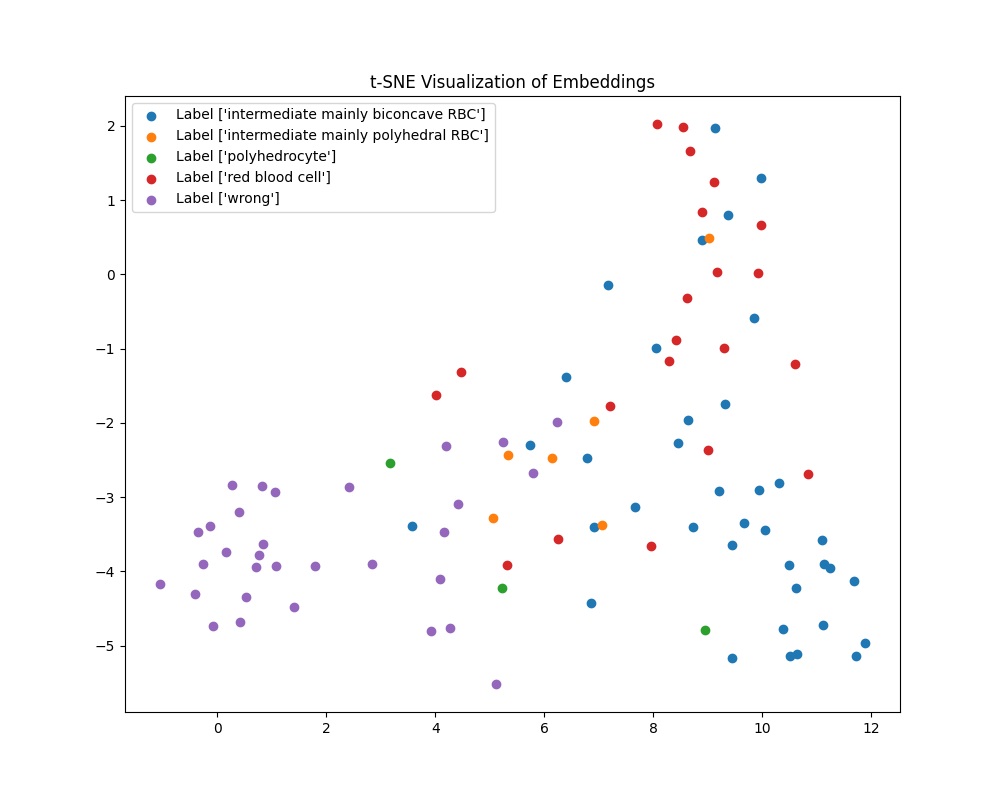 t-SNE Visualization of Embeddings
Label ['intermediate mainly biconcave RBC']
Label ['intermediate mainly polyhedral RBC']
Label ['polyhedrocyte']
Label ['red blood cell']
Label ['wrong']
2
1
0
−1
−2
−3
−4
−5
0 2 4 6 8 10 12